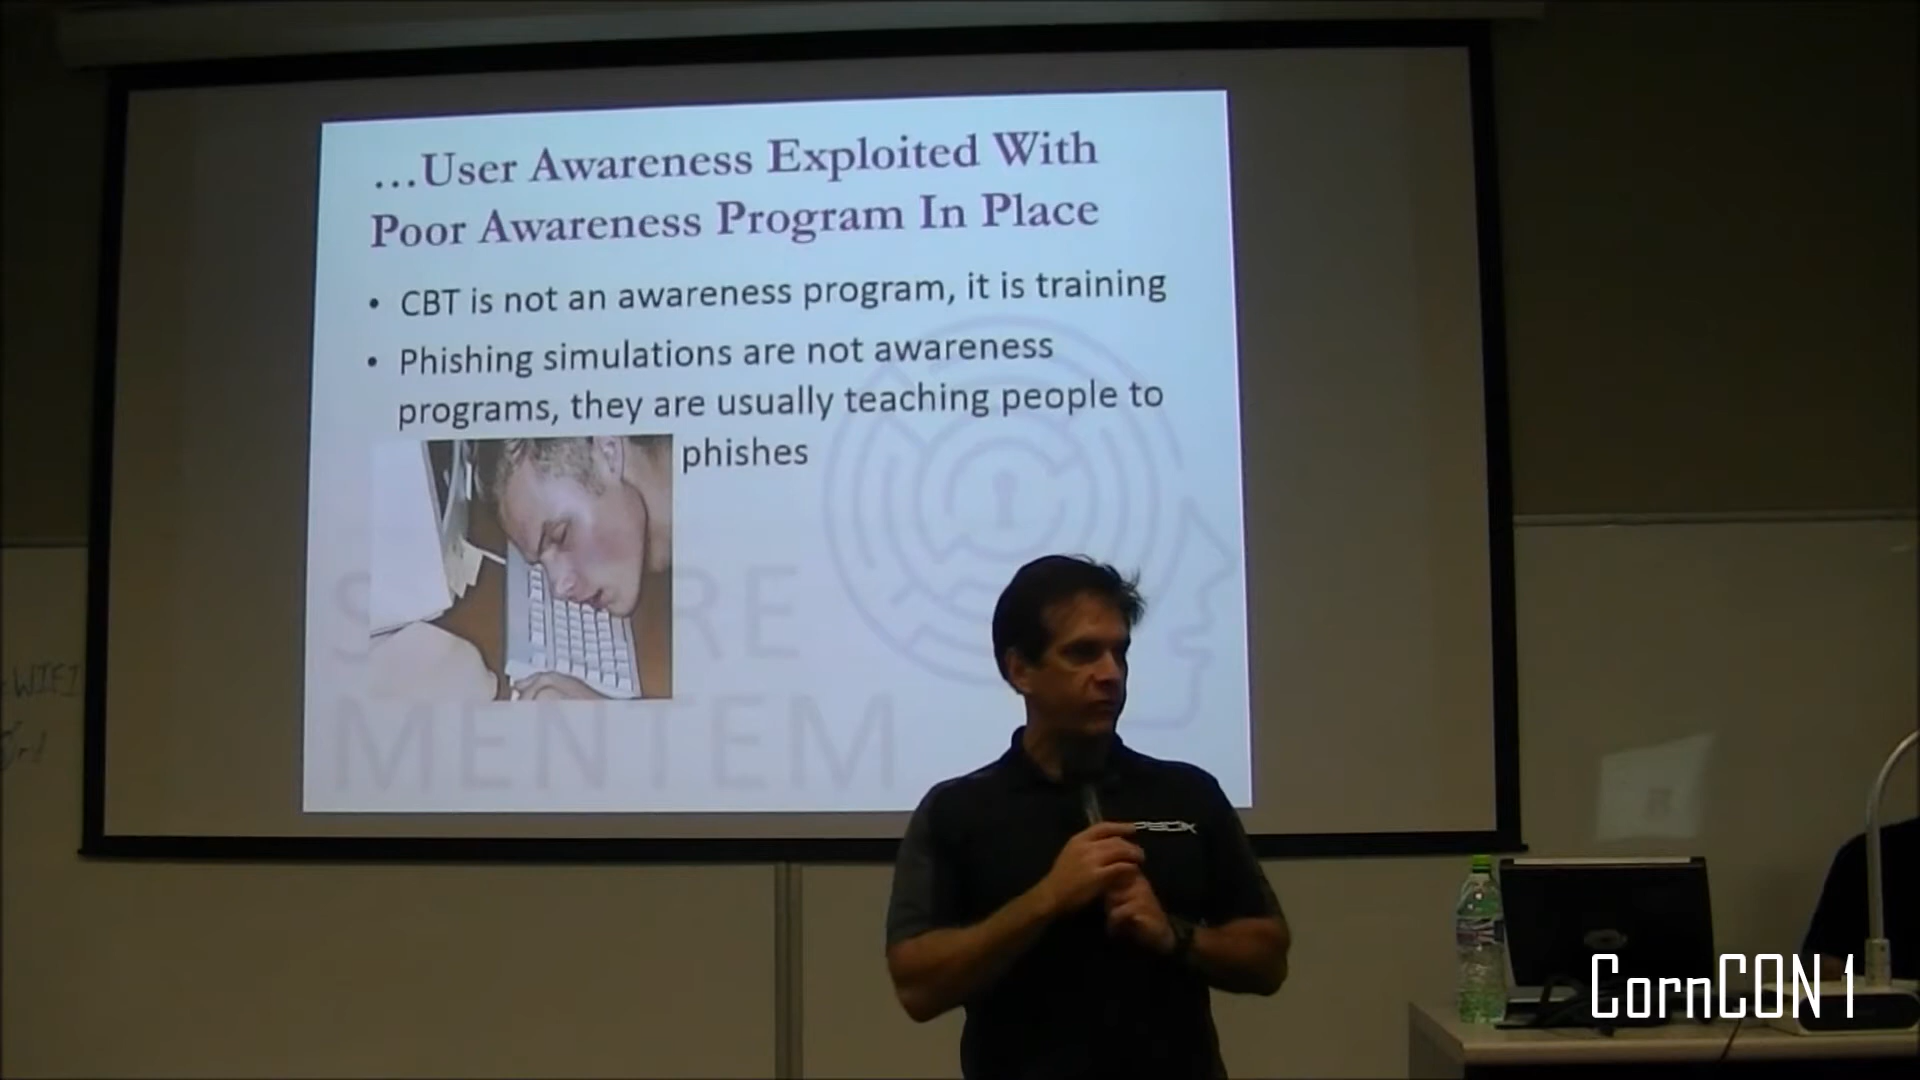 ...User Awareness Exploited With
Poor Awareness Program In Place
• CBT is not an awareness program, it is training
• Phishing simulations are not awareness
programs, they are usually teaching people to
phishes
MENTEM
CornCON 1